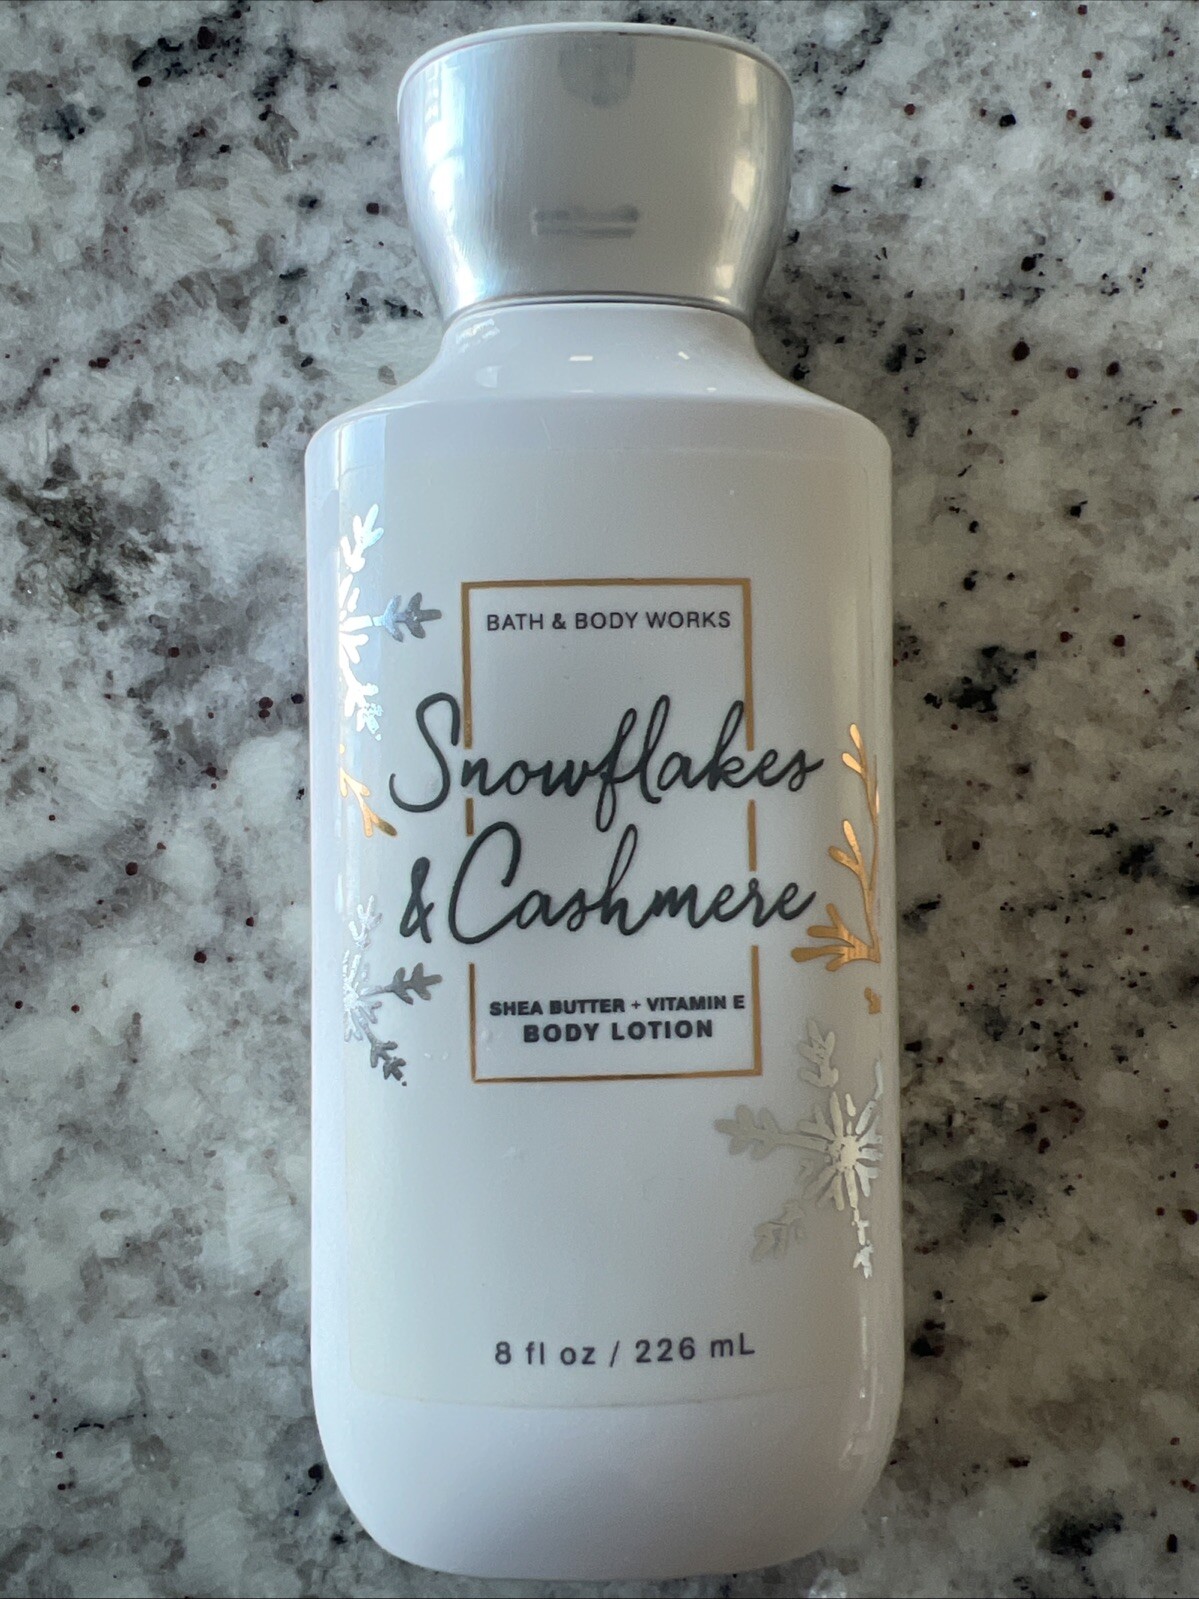 BATH & BODY WORKS
Snowflakes
& Cashmere
SHEA BUTTER + VITAMIN E
BODY LOTION
8 fl oz / 226 mL